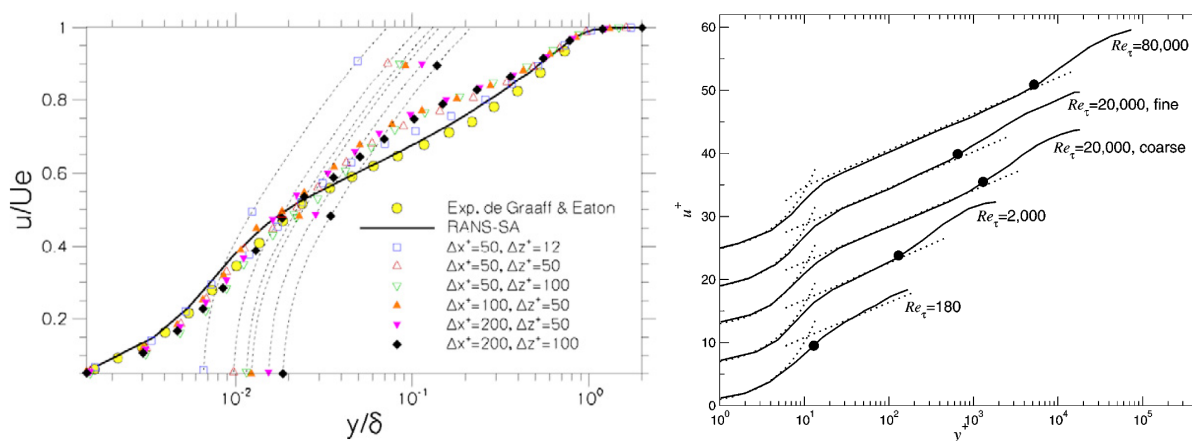 1
0.8
0.6
0.4
0.2
u/Ue
Exp. de Graaff & Eaton
RANS-SA
Δx⁺=50, Δz⁺=12
Δx⁺=50, Δz⁺=50
Δx⁺=50, Δz⁺=100
Δx⁺=100, Δz⁺=50
Δx⁺=200, Δz⁺=50
Δx⁺=200, Δz⁺=100
10⁻² 10⁻¹ 10⁰
y/δ
60
50
40
30
20
10
0
u⁺
Reτ=80,000
Reτ=20,000, fine
Reτ=20,000, coarse
Reτ=2,000
Reτ=180
10⁰ 10¹ 10² 10³ 10⁴ 10⁵
y⁺